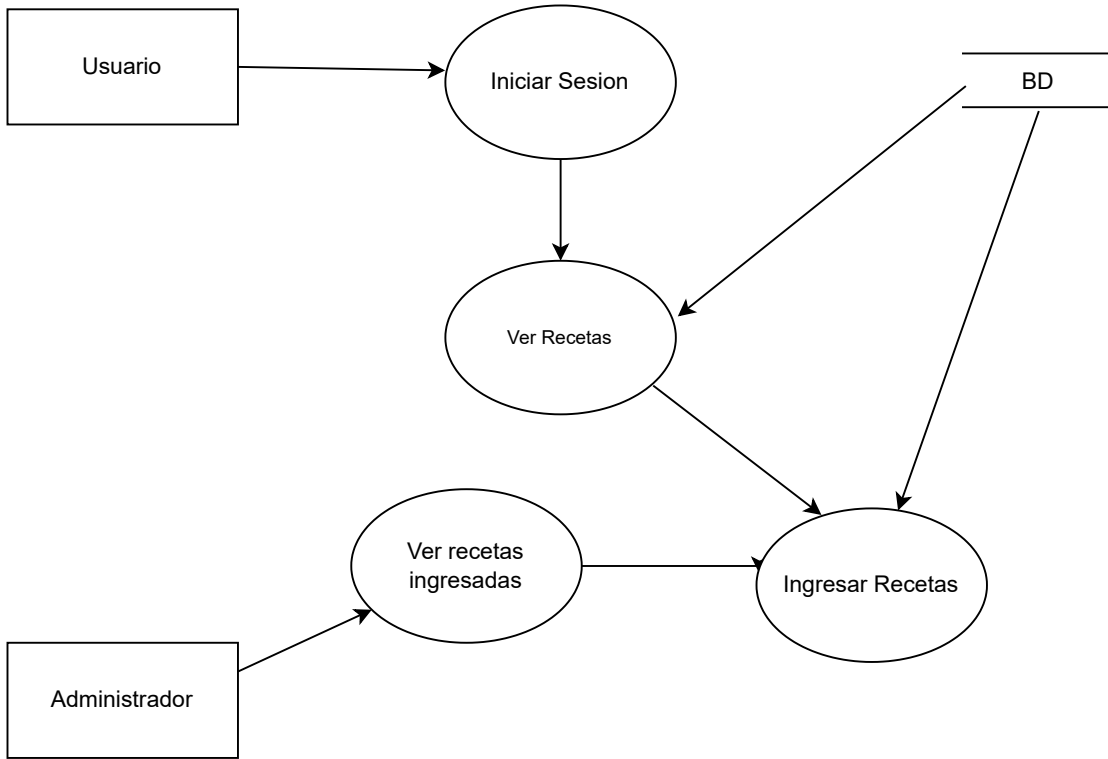 Usuario
Iniciar Sesion
BD
Ver Recetas
Ver recetas
ingresadas
Ingresar Recetas
Administrador